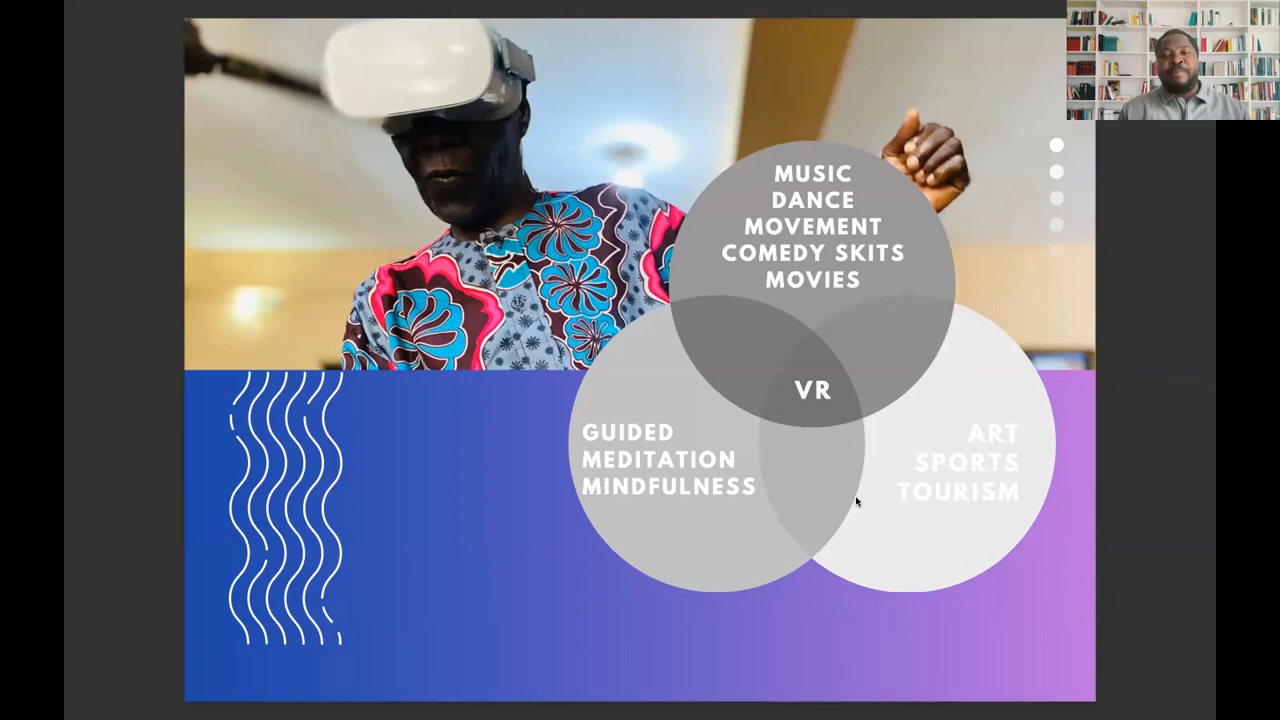 MUSIC
DANCE
MOVEMENT
COMEDY SKITS
MOVIES
VR
GUIDED
MEDITATION
MINDFULNESS
ART
SPORTS
TOURISM